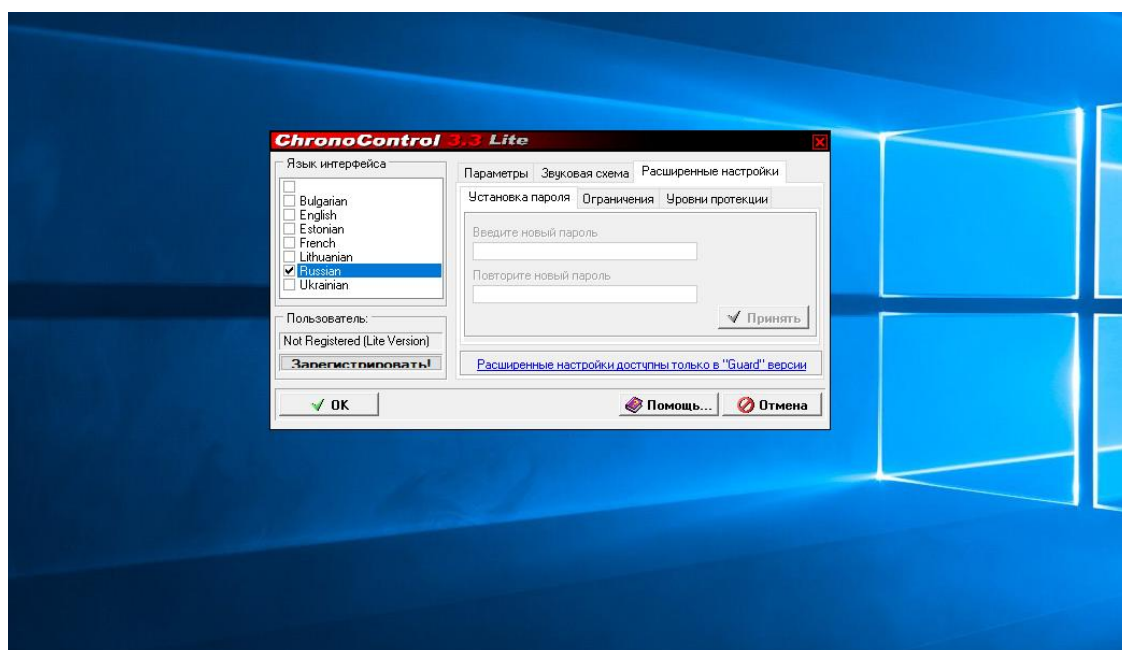 ChronoControl 3.3 Lite
Язык интерфейса
Bulgarian
English
Estonian
French
Lithuanian
Russian
Ukrainian
Пользователь:
Not Registered (Lite Version)
Зарегистрировать!
Параметры Звуковая схема Расширенные настройки
Установка пароля Ограничения Уровни протекции
Введите новый пароль
Повторите новый пароль
Принять
Расширенные настройки доступны только в "Guard" версии
OK Помощь... Отмена